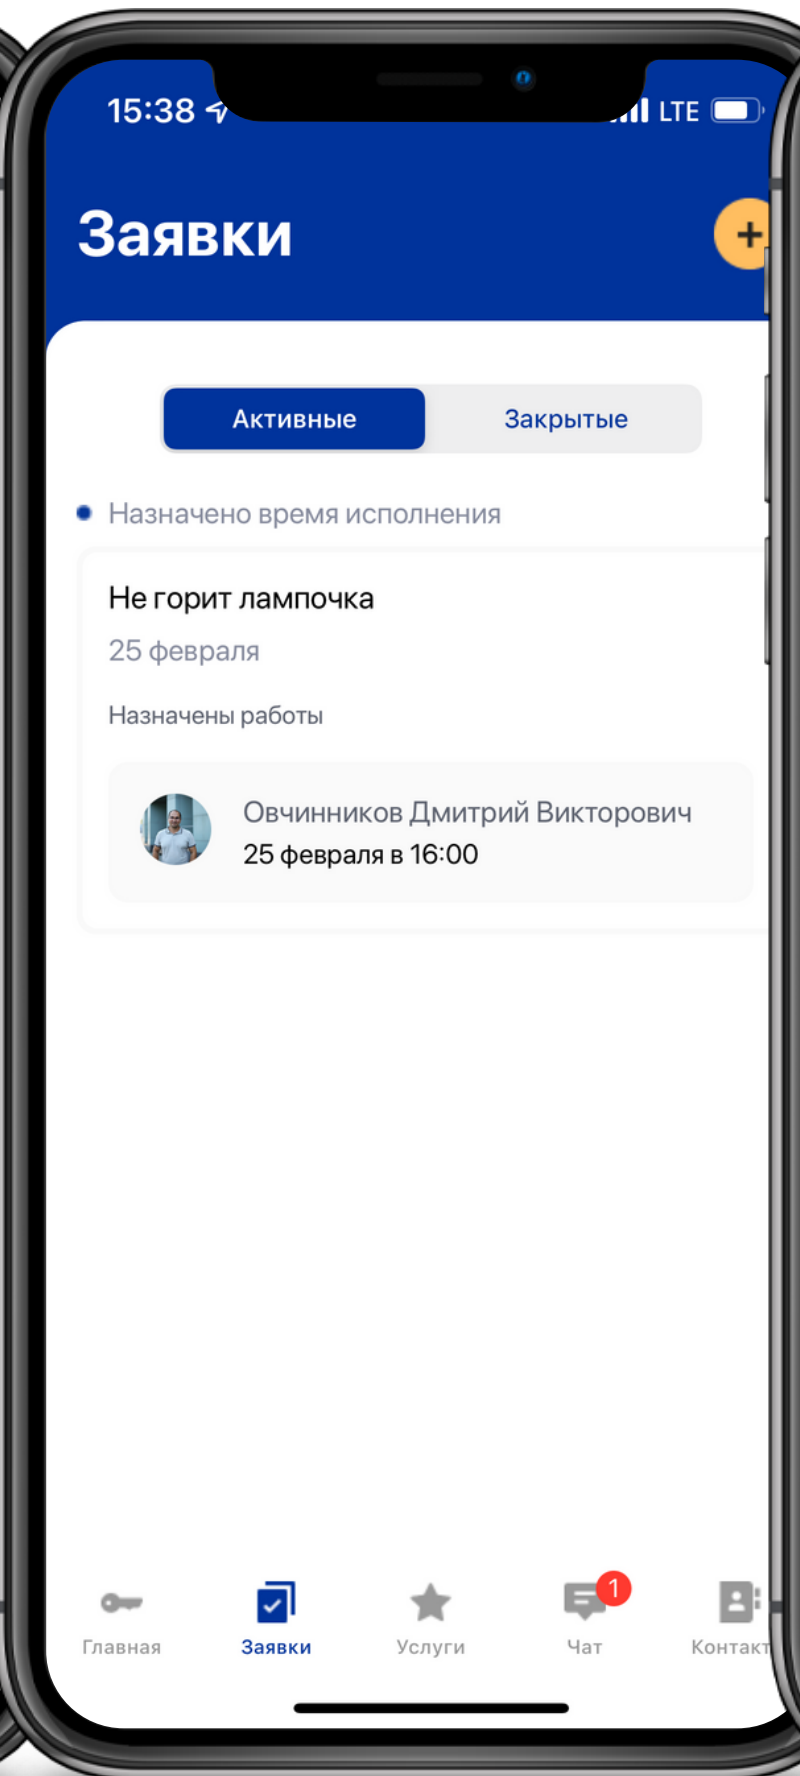 15:38
LTE
Заявки
+
Активные
Закрытые
Назначено время исполнения
Не горит лампочка
25 февраля
Назначены работы
Овчинников Дмитрий Викторович
25 февраля в 16:00
1
Главная
Заявки
Услуги
Чат
Контакт